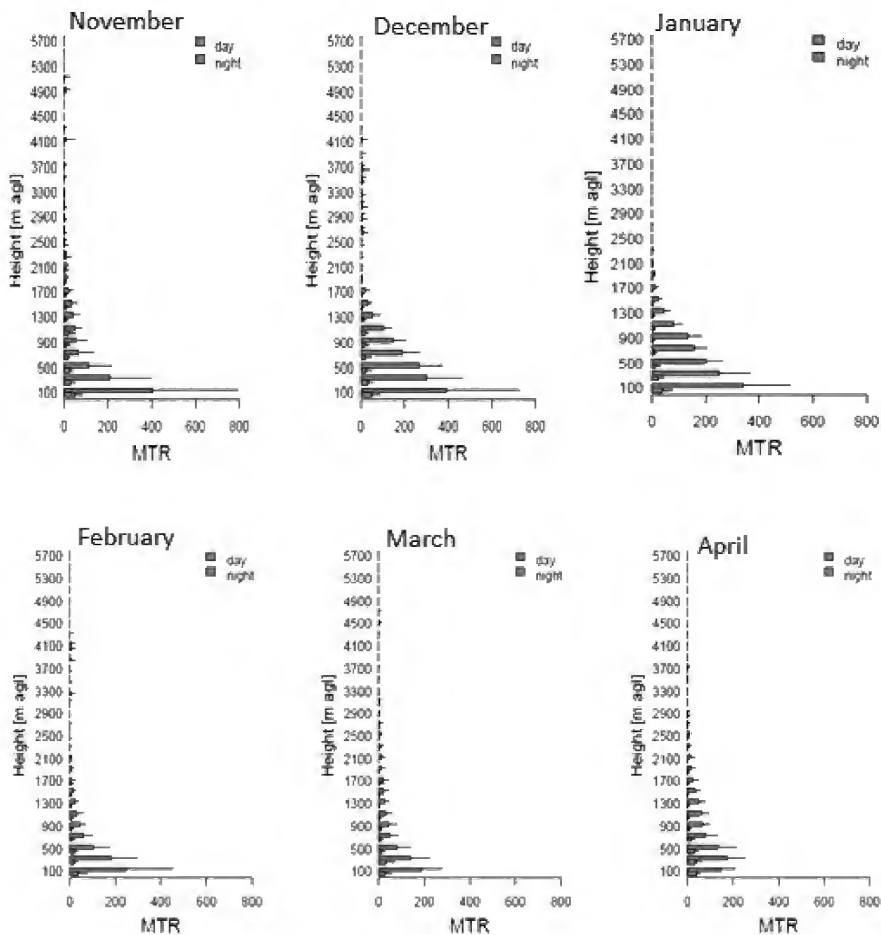 November
day
night
5700
5300
4900
4500
4100
3700
3300
2900
2500
2100
1700
1300
900
500
100
Height [m agl]
0 200 400 600 800
MTR
December
day
night
5700
5300
4900
4500
4100
3700
3300
2900
2500
2100
1700
1300
900
500
100
Height [m agl]
0 200 400 600 800
MTR
January
day
night
5700
5300
4900
4500
4100
3700
3300
2900
2500
2100
1700
1300
900
500
100
Height [m agl]
0 200 400 600 800
MTR
February
day
night
5700
5300
4900
4500
4100
3700
3300
2900
2500
2100
1700
1300
900
500
100
Height [m agl]
0 200 400 600 800
MTR
March
day
night
5700
5300
4900
4500
4100
3700
3300
2900
2500
2100
1700
1300
900
500
100
Height [m agl]
0 200 400 600 800
MTR
April
day
night
5700
5300
4900
4500
4100
3700
3300
2900
2500
2100
1700
1300
900
500
100
Height [m agl]
0 200 400 600 800
MTR